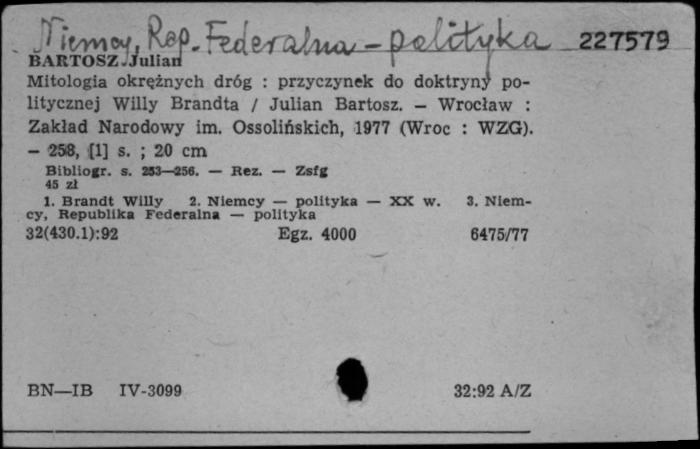 Niemcy, Rep. Federalna - polityka 227579
BARTOSZ Julian
Mitologia okrężnych dróg : przyczynek do doktryny po-
litycznej Willy Brandta / Julian Bartosz. — Wrocław :
Zakład Narodowy im. Ossolińskich, 1977 (Wroc : WZG).
— 258, [1] s. ; 20 cm
Bibliogr. s. 253—256. — Rez. — Zsfg
45 zł
1. Brandt Willy 2. Niemcy — polityka — XX w. 3. Niem-
cy, Republika Federalna — polityka
32(430.1):92 Egz. 4000 6475/77
BN—IB IV-3099 32:92 A/Z